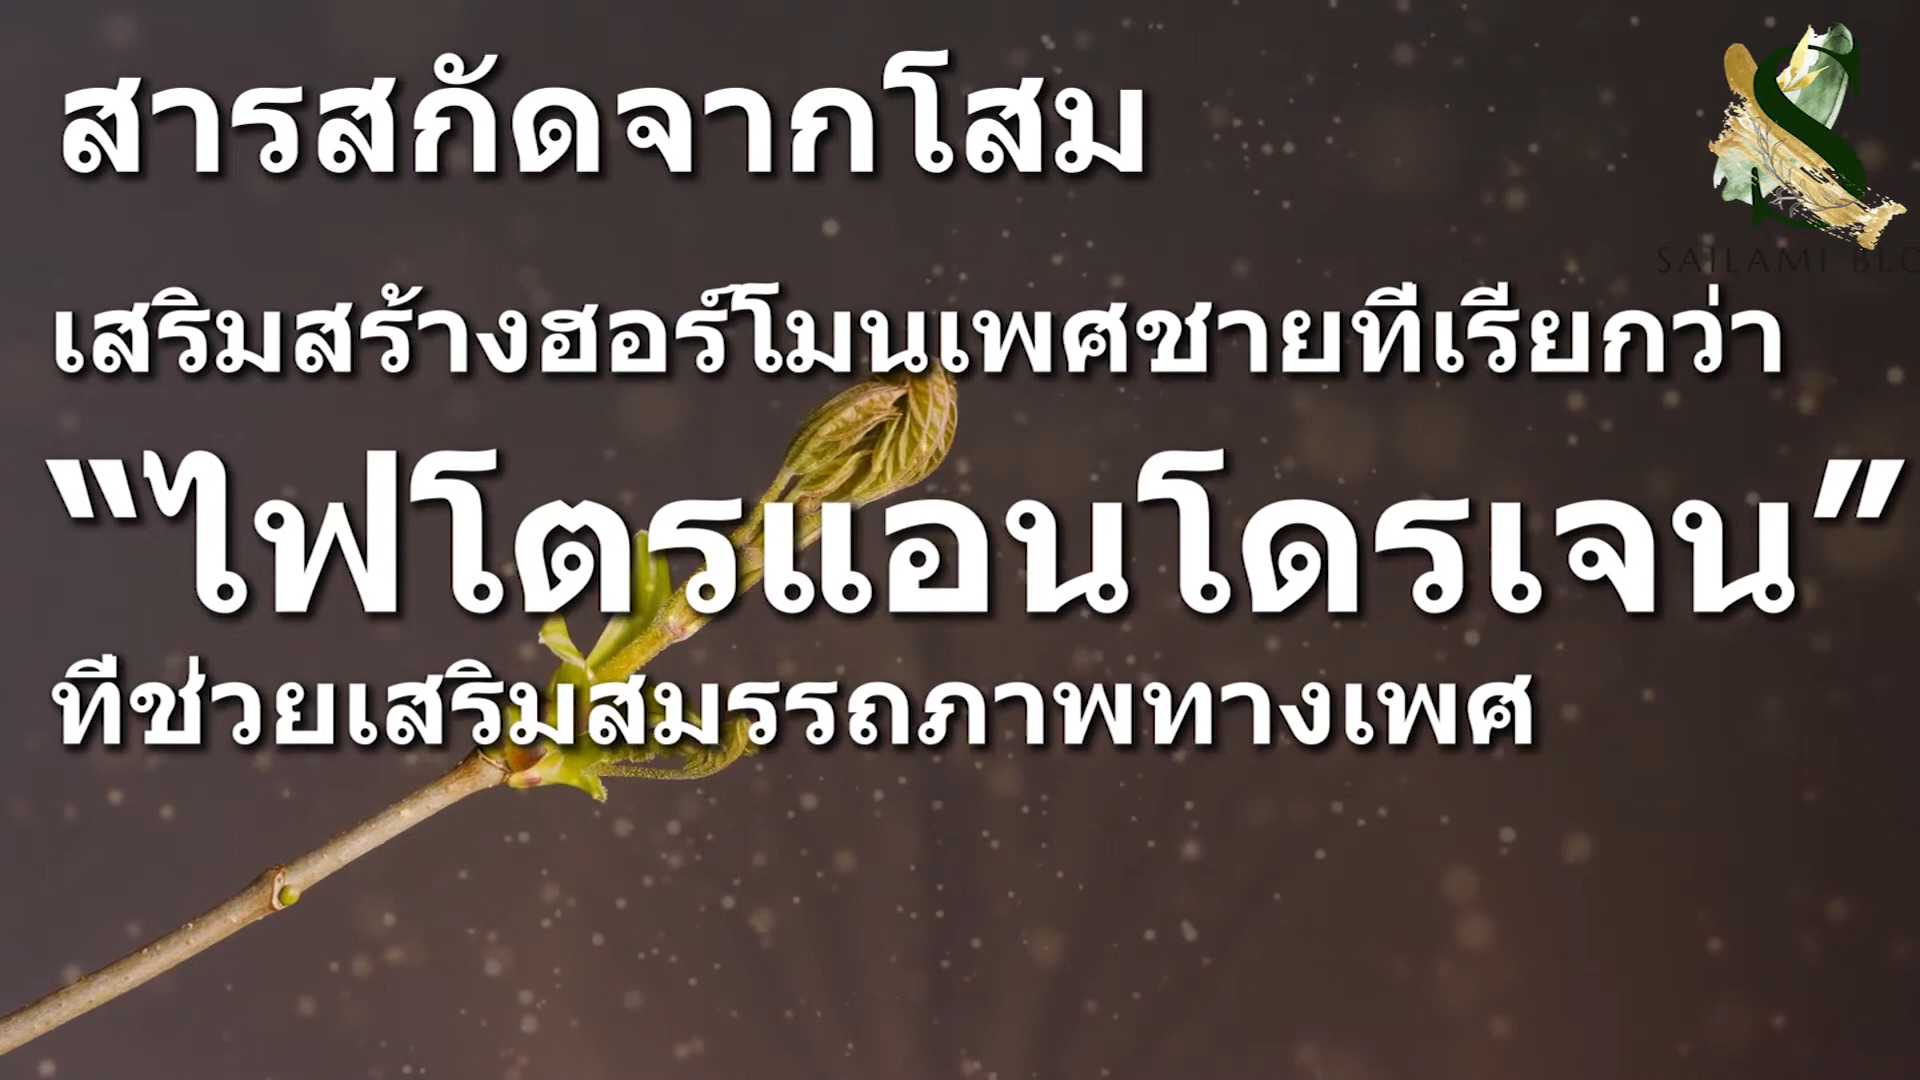 สารสกัดจากโสม
SAILAMI
เสริมสร้างฮอร์โมนเพศชายที่เรียกว่า
“ไฟโตรแอนโดรเจน”
ที่ช่วยเสริมสมรรถภาพทางเพศ